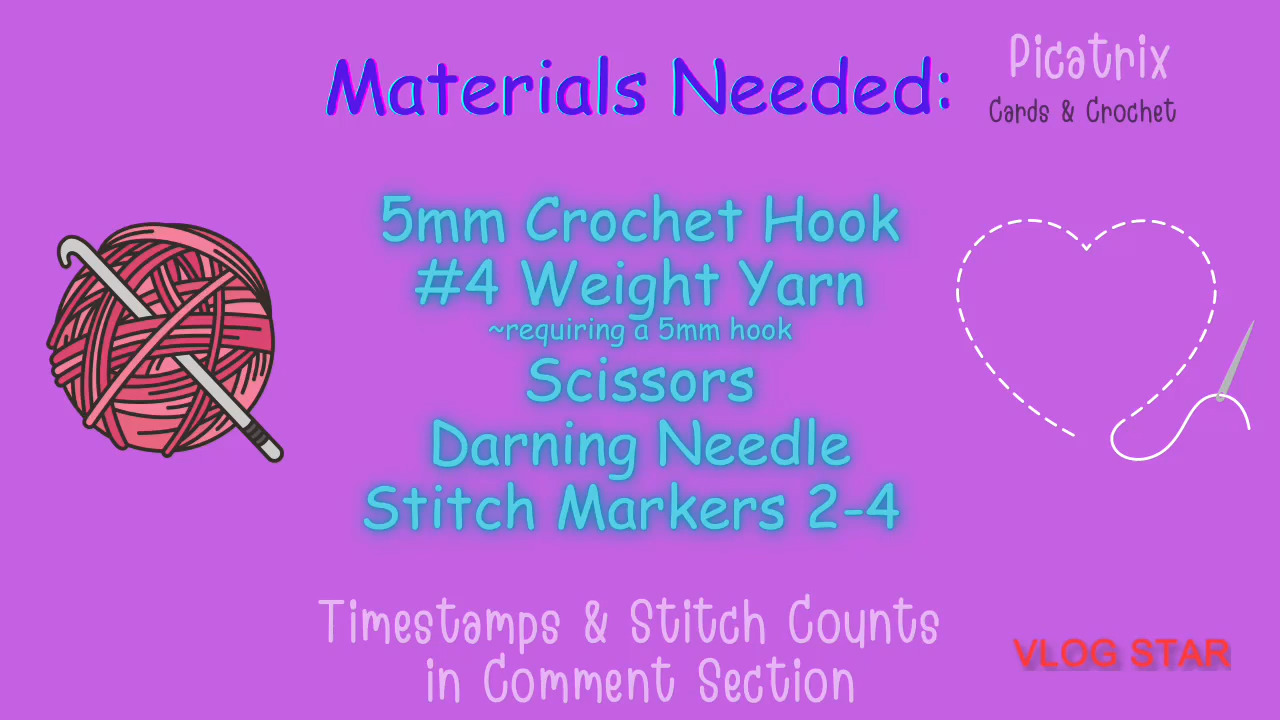 Materials Needed:
Picatrix
Cards & Crochet
5mm Crochet Hook
#4 Weight Yarn
~requiring a 5mm hook
Scissors
Darning Needle
Stitch Markers 2-4
Timestamps & Stitch Counts
in Comment Section
VLOG STAR